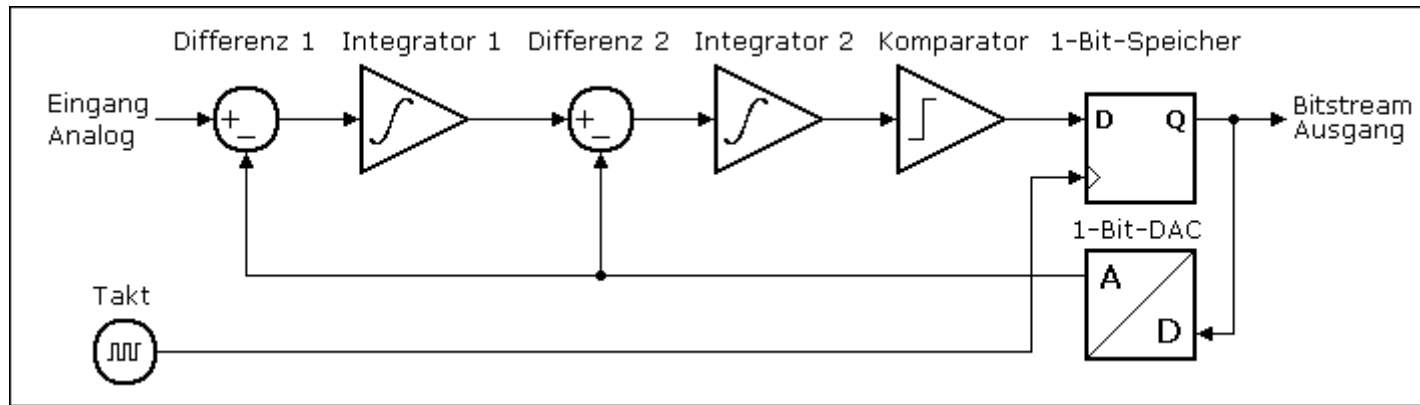 Differenz 1
Integrator 1
Differenz 2
Integrator 2
Komparator
1-Bit-Speicher
Eingang
Analog
+
−
+
−
D
Q
Bitstream
Ausgang
1-Bit-DAC
A
D
Takt